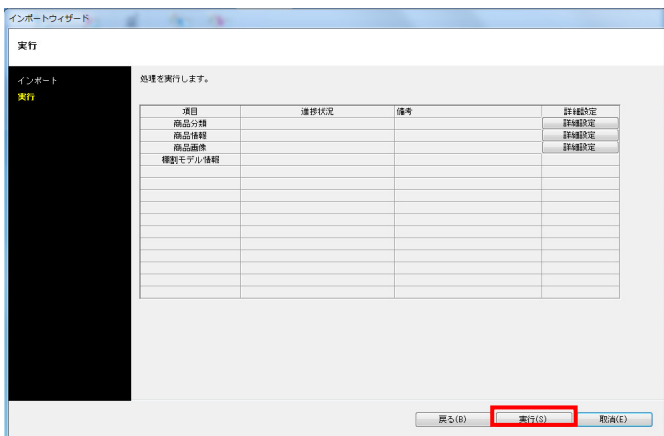 インポートウィザード
実行
インポート
実行
処理を実行します。
項目 進捗状況 備考 詳細設定
商品分類 詳細設定
商品情報 詳細設定
商品画像 詳細設定
棚割モデル情報
戻る(B) 実行(S) 取消(E)